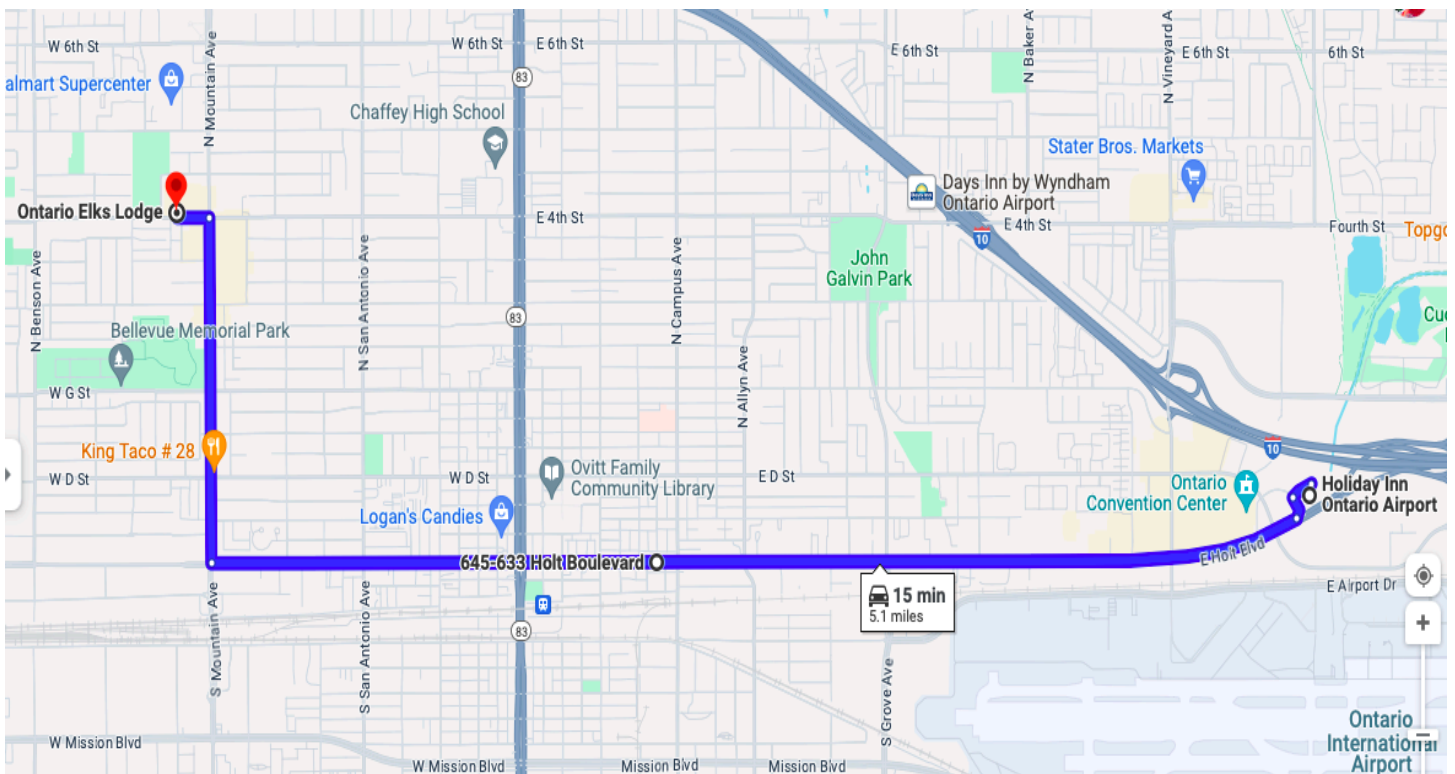 W 6th St
W 6th St
E 6th St
E 6th St
E 6th St
6th St
almart Supercenter
N Mountain Ave
83
Chaffey High School
N Baker A
N Vineyard A
Stater Bros. Markets
Days Inn by Wyndham
Ontario Airport
Ontario Elks Lodge
E 4th St
E 4th St
10
Fourth St
Topgo
N Benson Ave
N San Antonio Ave
N Campus Ave
John
Galvin Park
83
Cuc
Bellevue Memorial Park
N Allyn Ave
W G St
King Taco # 28
10
W D St
W D St
Ovitt Family
Community Library
E D St
Ontario
Convention Center
Holiday Inn
Ontario Airport
Logan's Candies
645-633 Holt Boulevard
E Holt Blvd
15 min
5.1 miles
E Airport Dr
S Mountain Ave
S San Antonio Ave
83
S Grove Ave
W Mission Blvd
W Mission Blvd
Mission Blvd
Mission Blvd
Ontario
International
Airport